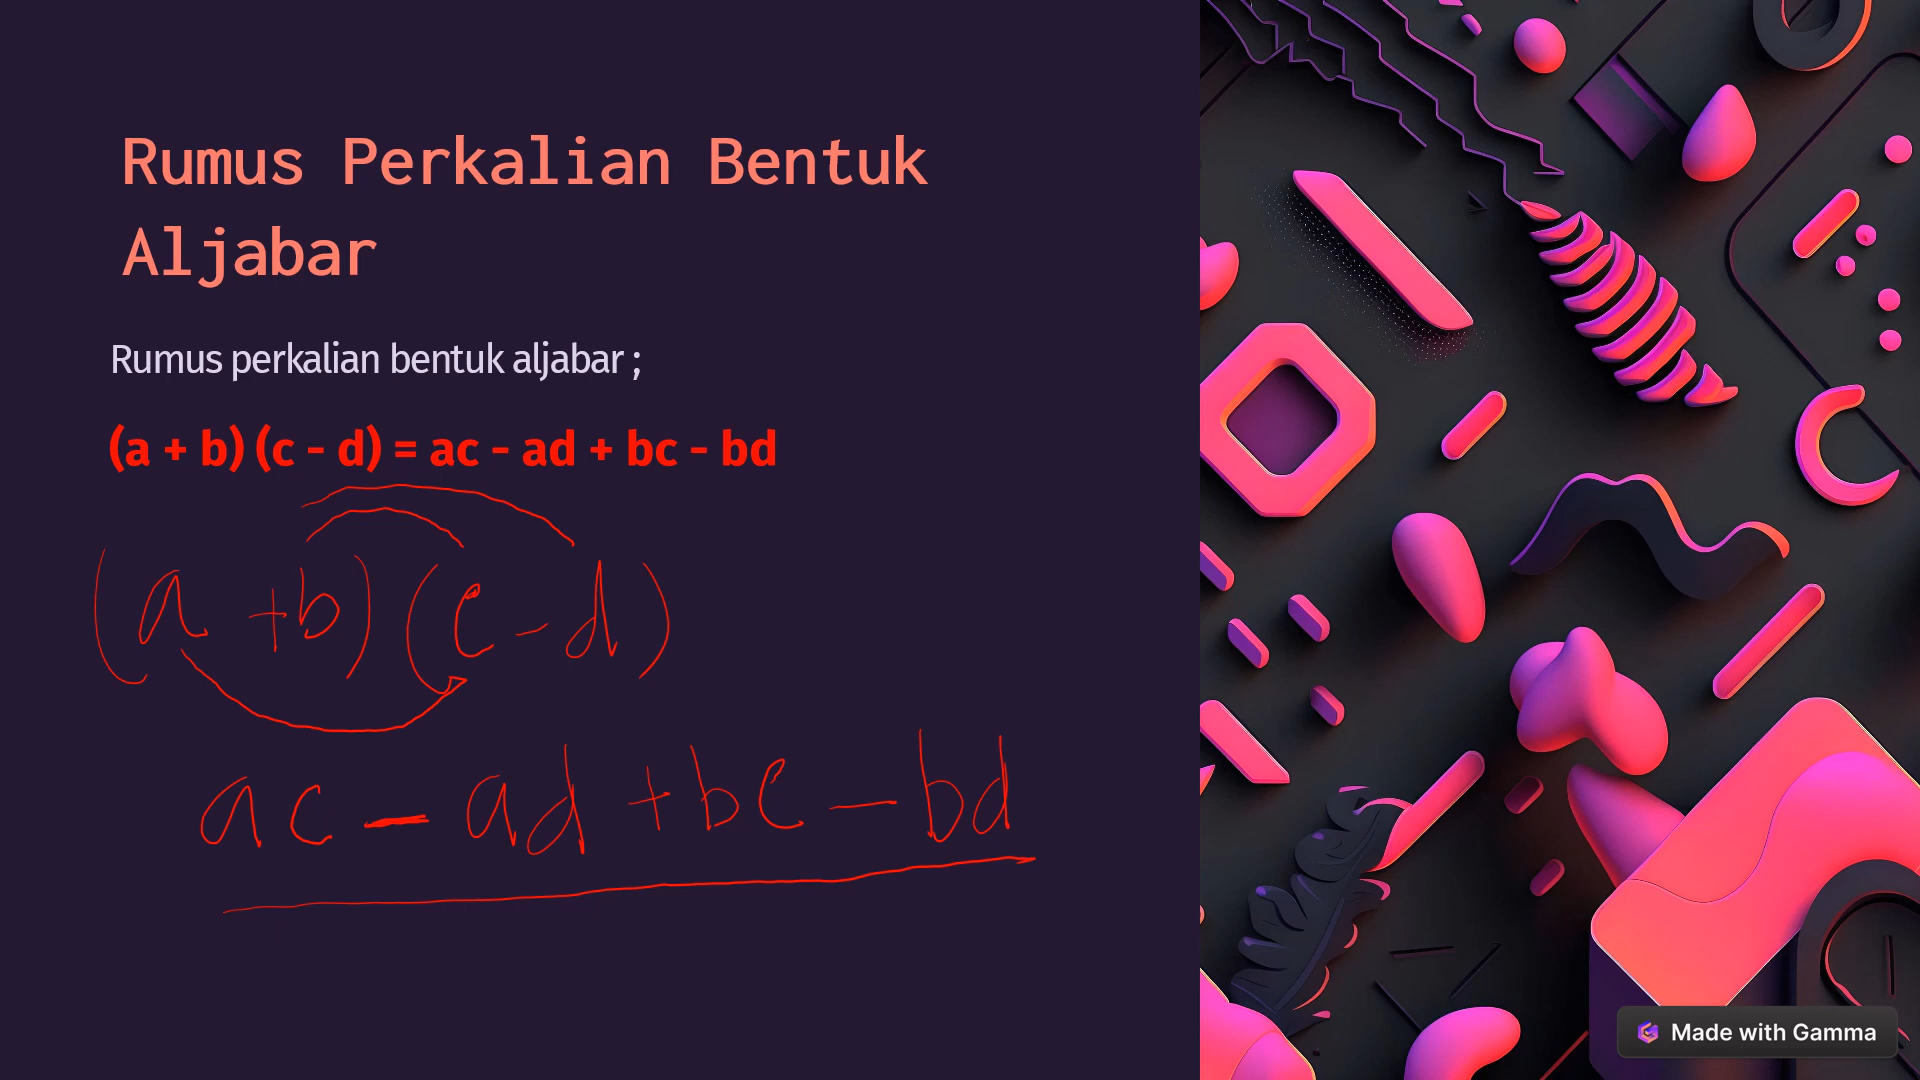 Rumus Perkalian Bentuk
Aljabar
Rumus perkalian bentuk aljabar ;
(a + b) (c - d) = ac - ad + bc - bd
(a +b) (c - d)
ac - ad +bc - bd
Made with Gamma